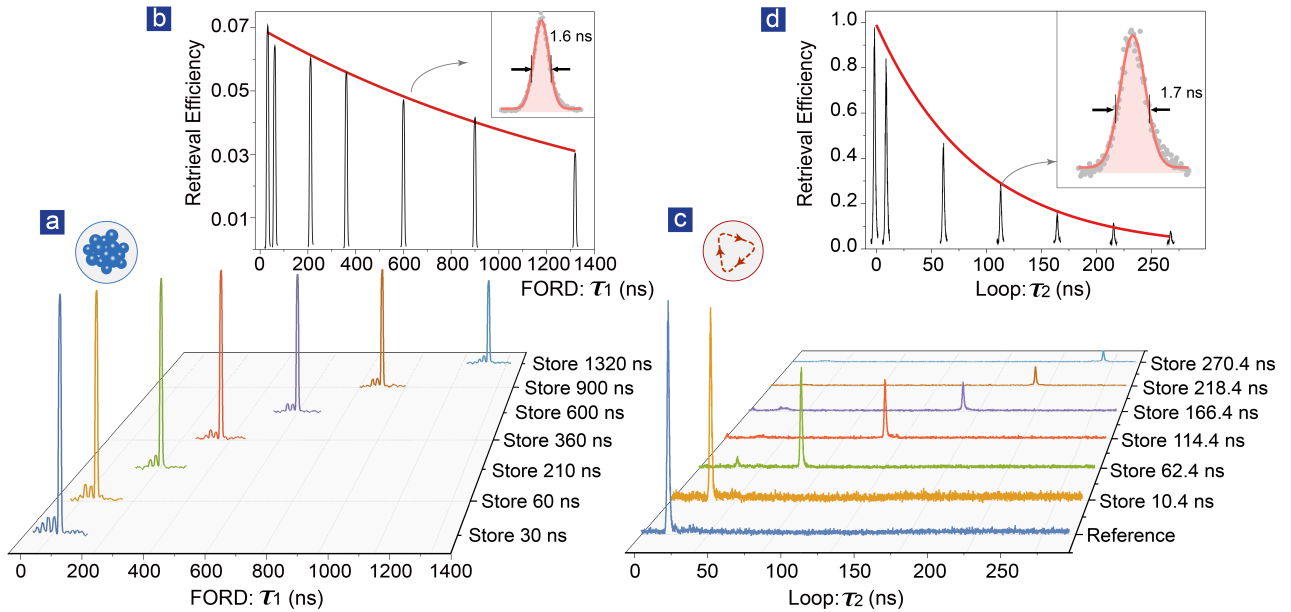 b
Retrieval Efficiency
0.07
0.05
0.03
0.01
1.6 ns
0 200 400 600 800 1000 1200 1400
FORD: τ1 (ns)
d
Retrieval Efficiency
1.0
0.8
0.6
0.4
0.2
0.0
1.7 ns
0 50 100 150 200 250
Loop: τ2 (ns)
a
Store 1320 ns
Store 900 ns
Store 600 ns
Store 360 ns
Store 210 ns
Store 60 ns
Store 30 ns
0 200 400 600 800 1000 1200 1400
FORD: τ1 (ns)
c
Store 270.4 ns
Store 218.4 ns
Store 166.4 ns
Store 114.4 ns
Store 62.4 ns
Store 10.4 ns
Reference
0 50 100 150 200 250
Loop: τ2 (ns)